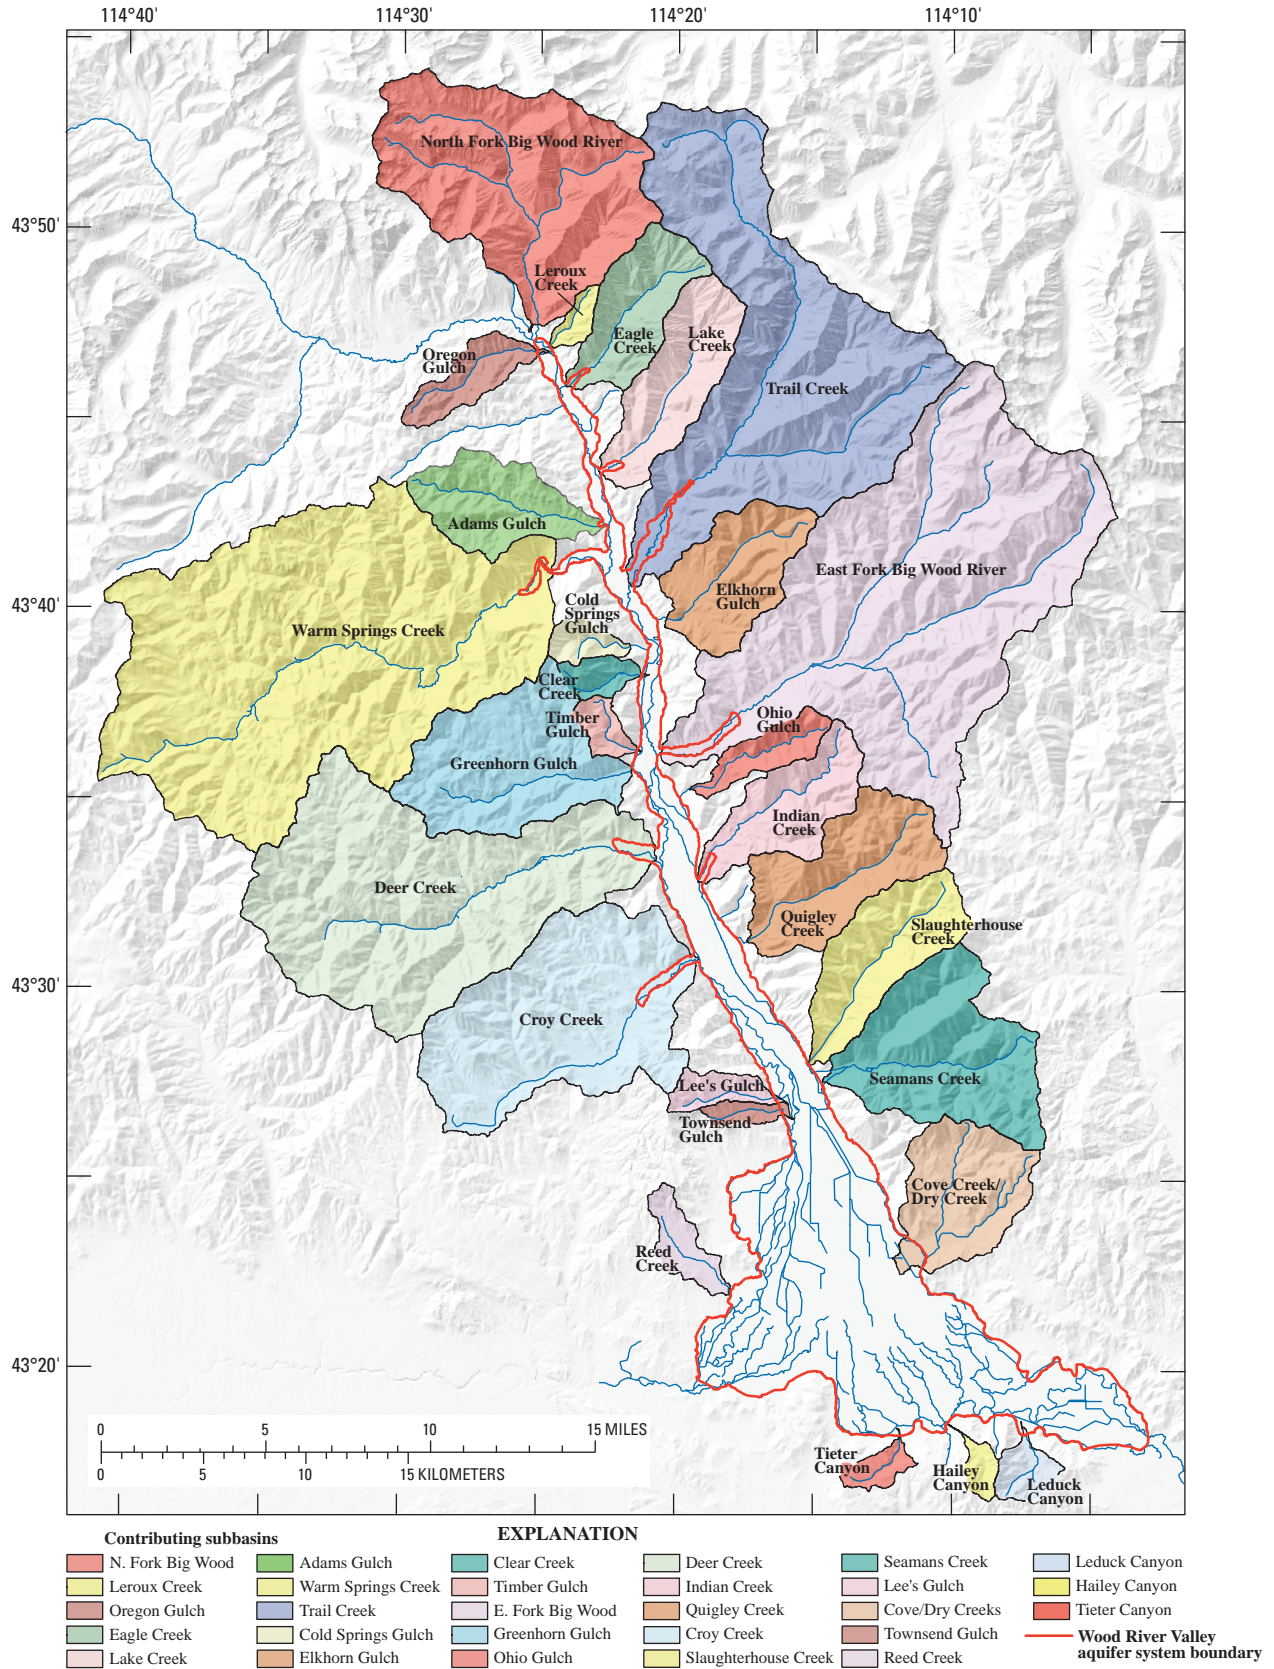 114°40'
114°30'
114°20'
114°10'
43°50'
43°40'
43°30'
43°20'
North Fork Big Wood River
Leroux
Creek
Eagle
Creek
Lake
Creek
Oregon
Gulch
Trail Creek
Adams Gulch
East Fork Big Wood River
Elkhorn
Gulch
Cold
Springs
Gulch
Warm Springs Creek
Clear
Creek
Timber
Gulch
Ohio
Gulch
Greenhorn Gulch
Indian
Creek
Deer Creek
Quigley
Creek
Slaughterhouse
Creek
Croy Creek
Seamans Creek
Lee's Gulch
Townsend
Gulch
Cove Creek/
Dry Creek
Reed
Creek
Tieter
Canyon
Hailey
Canyon
Leduck
Canyon
0 5 10 15 MILES
0 5 10 15 KILOMETERS
EXPLANATION
Contributing subbasins
N. Fork Big Wood
Leroux Creek
Oregon Gulch
Eagle Creek
Lake Creek
Adams Gulch
Warm Springs Creek
Trail Creek
Cold Springs Gulch
Elkhorn Gulch
Clear Creek
Timber Gulch
E. Fork Big Wood
Greenhorn Gulch
Ohio Gulch
Deer Creek
Indian Creek
Quigley Creek
Croy Creek
Slaughterhouse Creek
Seamans Creek
Lee's Gulch
Cove/Dry Creeks
Townsend Gulch
Reed Creek
Leduck Canyon
Hailey Canyon
Tieter Canyon
Wood River Valley
aquifer system boundary